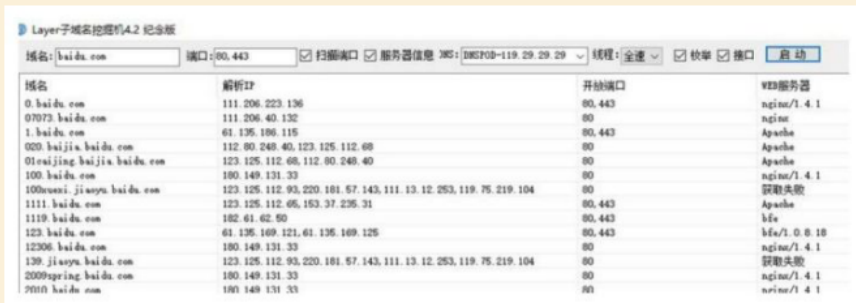 Layer子域名挖掘机4.2 纪念版
域名: baidu.com 端口: 80,443 扫描端口 服务器信息 DNS: DNSPOD-119.29.29.29 线程: 全速 枚举 接口 启 动
域名 解析IP 开放端口 WEB服务器
0.baidu.com 111.206.223.136 80,443 nginx/1.4.1
07073.baidu.com 111.206.40.132 80 nginx
1.baidu.com 61.135.186.115 80,443 Apache
020.baijia.baidu.com 112.80.248.40,123.125.112.68 80 Apache
01caijing.baijia.baidu.com 123.125.112.68,112.80.248.40 80 Apache
100.baidu.com 180.149.131.33 80 nginx/1.4.1
100xuexi.jiaoyu.baidu.com 123.125.112.93,220.181.57.143,111.13.12.253,119.75.219.104 80 获取失败
1111.baidu.com 123.125.112.65,153.37.235.31 80,443 Apache
1119.baidu.com 182.61.62.50 80,443 bfe
123.baidu.com 61.135.169.121,61.135.169.125 80,443 bfe/1.0.8.18
12306.baidu.com 180.149.131.33 80 nginx/1.4.1
139.jiaoyu.baidu.com 123.125.112.93,220.181.57.143,111.13.12.253,119.75.219.104 80 获取失败
2009spring.baidu.com 180.149.131.33 80 nginx/1.4.1
2010.baidu.com 180.149.131.33 80 nginx/1.4.1